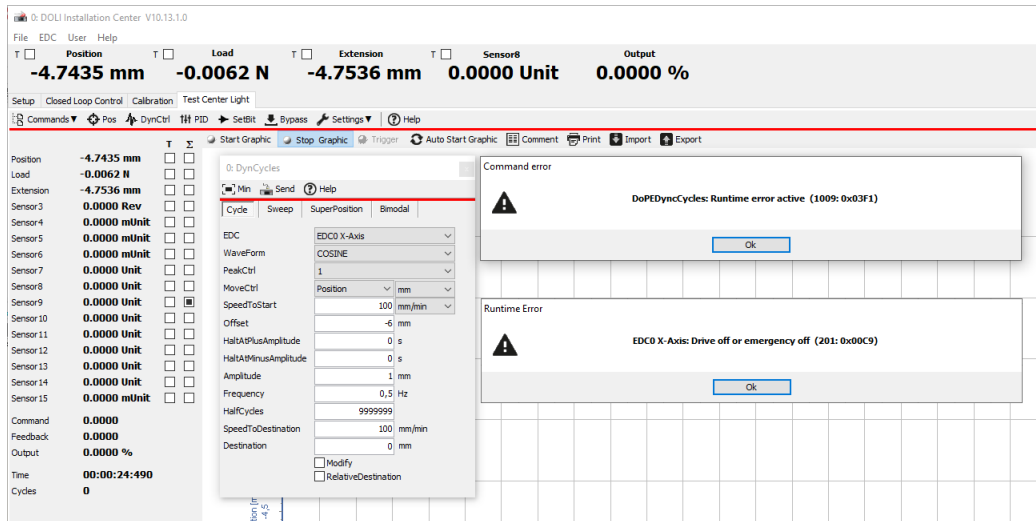 0: DOLI Installation Center V10.13.1.0
File EDC User Help
T Position T Load T Extension T Sensor8 Output
-4.7435 mm -0.0062 N -4.7536 mm 0.0000 Unit 0.0000 %
Setup Closed Loop Control Calibration Test Center Light
Commands▼ Pos DynCtrl PID SetBit Bypass Settings▼ Help
T Σ
Position -4.7435 mm
Load -0.0062 N
Extension -4.7536 mm
Sensor3 0.0000 Rev
Sensor4 0.0000 mUnit
Sensor5 0.0000 mUnit
Sensor6 0.0000 mUnit
Sensor7 0.0000 Unit
Sensor8 0.0000 Unit
Sensor9 0.0000 Unit
Sensor10 0.0000 Unit
Sensor11 0.0000 Unit
Sensor12 0.0000 Unit
Sensor13 0.0000 Unit
Sensor14 0.0000 Unit
Sensor15 0.0000 mUnit
Command 0.0000
Feedback 0.0000
Output 0.0000 %
Time 00:00:24:490
Cycles 0
Start Graphic Stop Graphic Trigger Auto Start Graphic Comment Print Import Export
0: DynCycles
Min Send Help
Cycle Sweep SuperPosition Bimodal
EDC EDC0 X-Axis
WaveForm COSINE
PeakCtrl 1
MoveCtrl Position mm
SpeedToStart 100 mm/min
Offset -6 mm
HaltAtPlusAmplitude 0 s
HaltAtMinusAmplitude 0 s
Amplitude 1 mm
Frequency 0,5 Hz
HalfCycles 9999999
SpeedToDestination 100 mm/min
Destination 0 mm
Modify
RelativeDestination
-4,5
Command error
DoPEDyncCycles: Runtime error active (1009: 0x03F1)
Ok
Runtime Error
EDC0 X-Axis: Drive off or emergency off (201: 0x00C9)
Ok